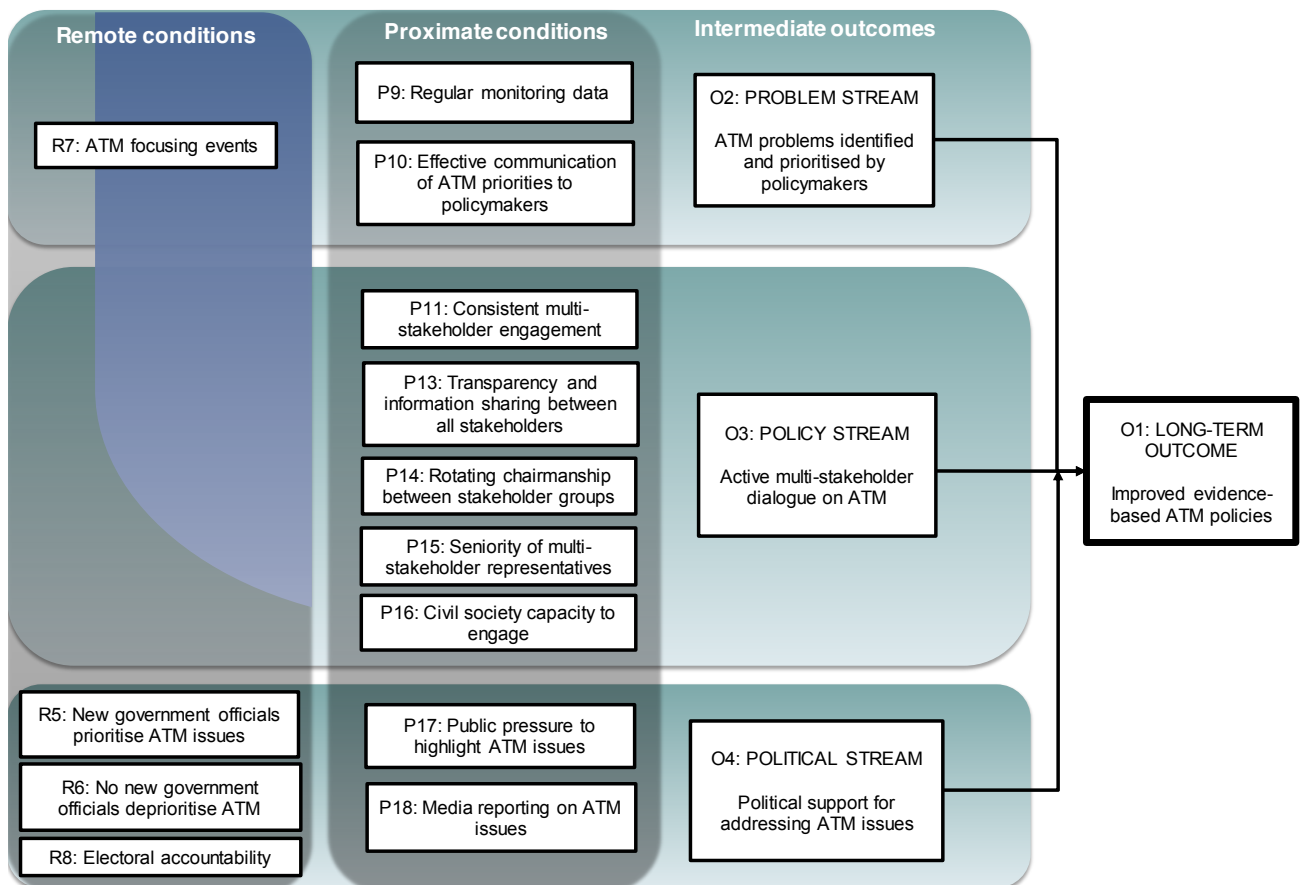 Remote conditions
Proximate conditions
Intermediate outcomes
P9: Regular monitoring data
R7: ATM focusing events
P10: Effective communication
of ATM priorities to
policymakers
O2: PROBLEM STREAM
ATM problems identified
and prioritised by
policymakers
P11: Consistent multi-
stakeholder engagement
P13: Transparency and
information sharing between
all stakeholders
P14: Rotating chairmanship
between stakeholder groups
P15: Seniority of multi-
stakeholder representatives
P16: Civil society capacity to
engage
O3: POLICY STREAM
Active multi-stakeholder
dialogue on ATM
O1: LONG-TERM
OUTCOME
Improved evidence-
based ATM policies
R5: New government officials
prioritise ATM issues
R6: No new government
officials deprioritise ATM
R8: Electoral accountability
P17: Public pressure to
highlight ATM issues
P18: Media reporting on ATM
issues
O4: POLITICAL STREAM
Political support for
addressing ATM issues